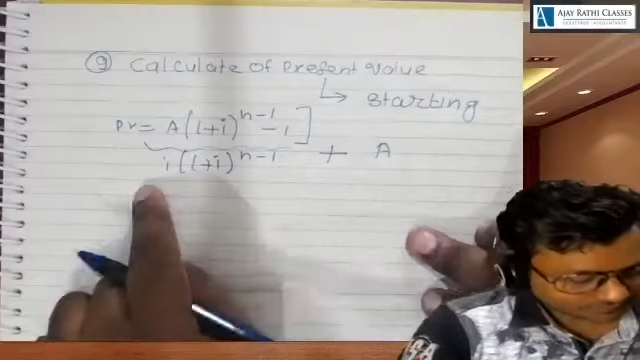 AJAY RATHI CLASSES
⑨ Calculate of Present value
↳ starting
PV = A(1+i)^n-1 - 1]
i(1+i)^n-1 + A